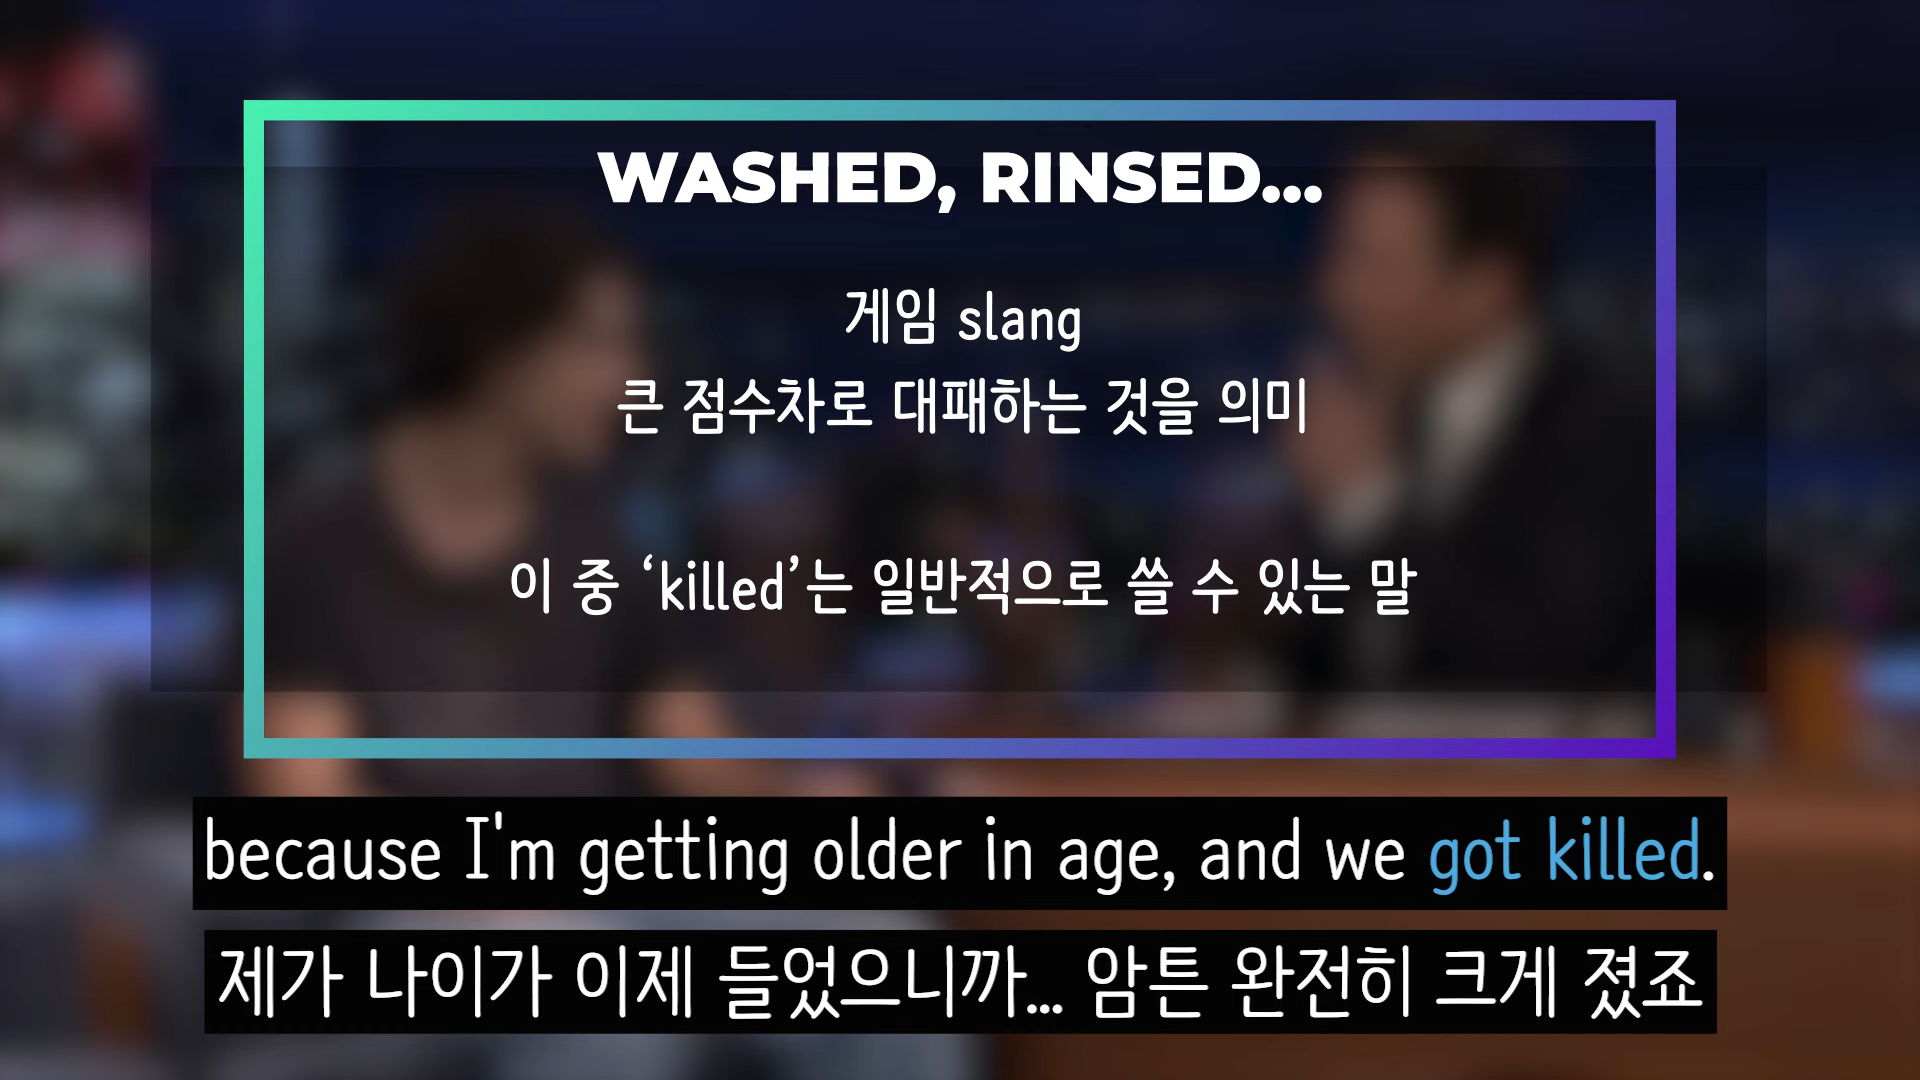 WASHED, RINSED...
게임 slang
큰 점수차로 대패하는 것을 의미
이 중 ‘killed’는 일반적으로 쓸 수 있는 말
because I'm getting older in age, and we got killed.
제가 나이가 이제 들었으니까... 암튼 완전히 크게 졌죠